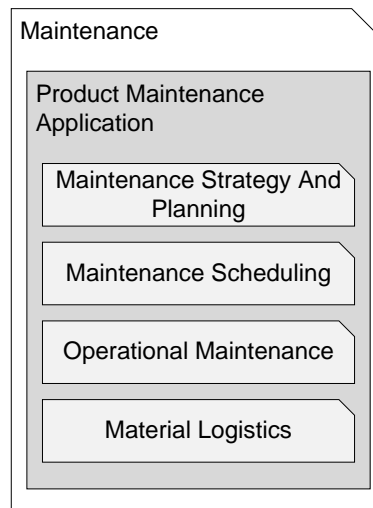 Maintenance
Product Maintenance
Application
Maintenance Strategy And
Planning
Maintenance Scheduling
Operational Maintenance
Material Logistics